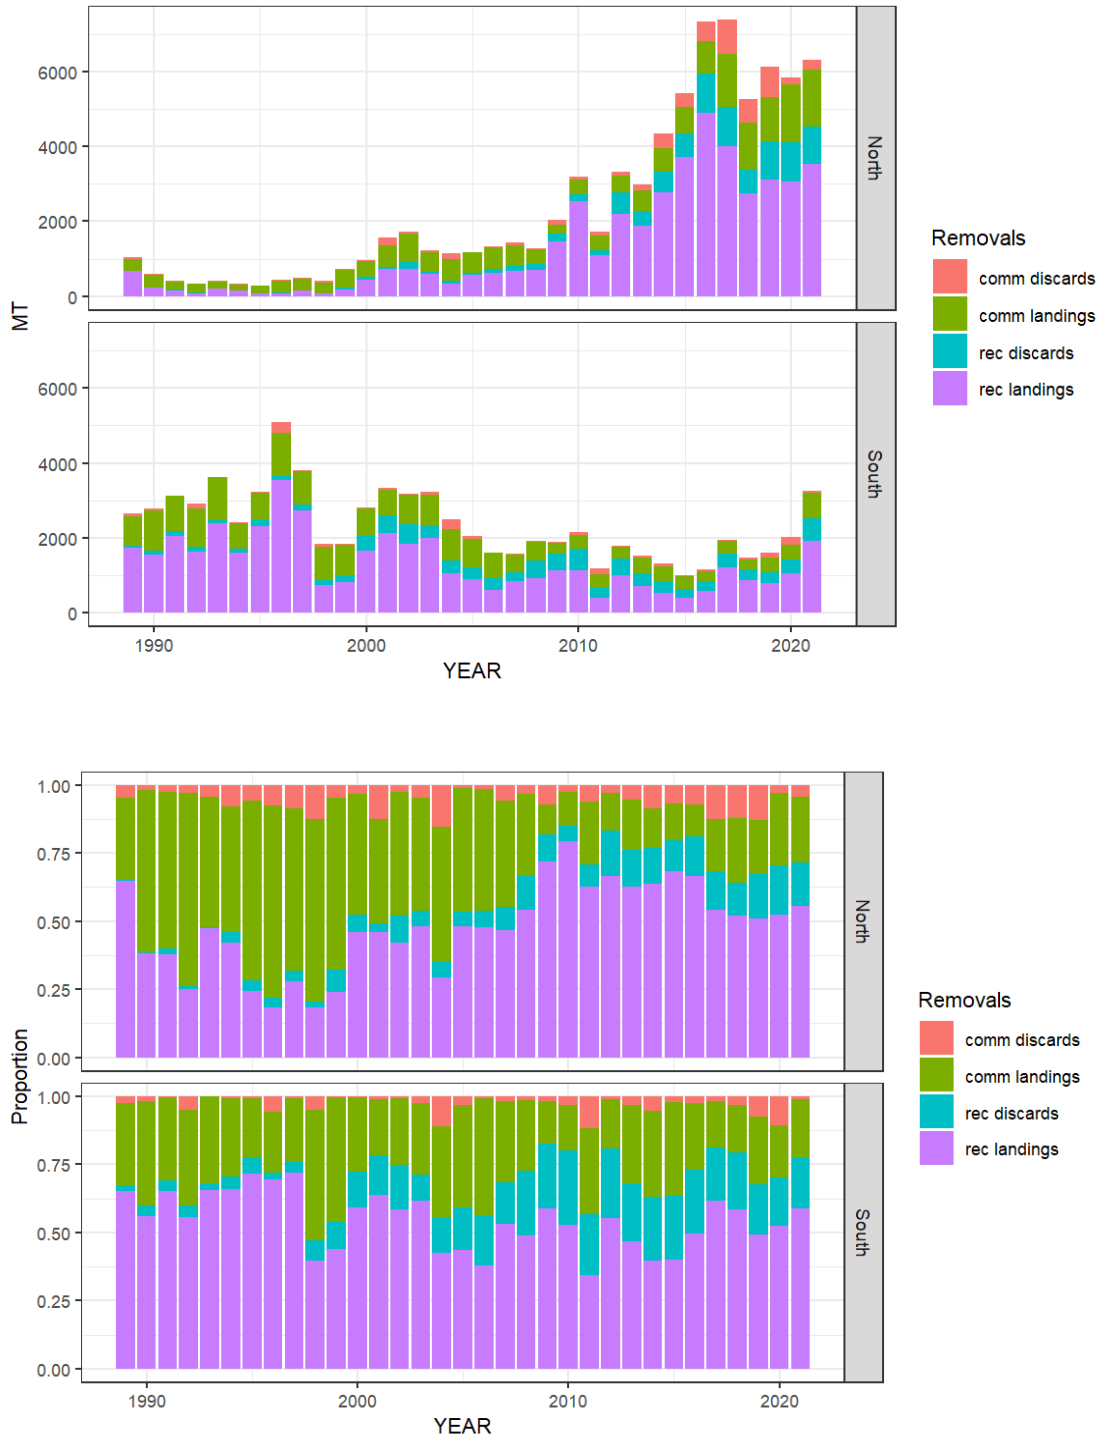 6000
4000
2000
0
North
MT
6000
4000
2000
0
South
1990 2000 2010 2020
YEAR
Removals
comm discards
comm landings
rec discards
rec landings
1.00
0.75
0.50
0.25
0.00
North
Proportion
1.00
0.75
0.50
0.25
0.00
South
1990 2000 2010 2020
YEAR
Removals
comm discards
comm landings
rec discards
rec landings